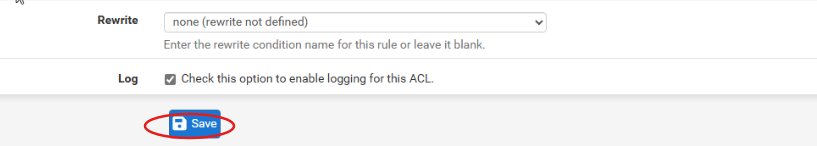 Rewrite
none (rewrite not defined)
Enter the rewrite condition name for this rule or leave it blank.
Log
Check this option to enable logging for this ACL.
Save